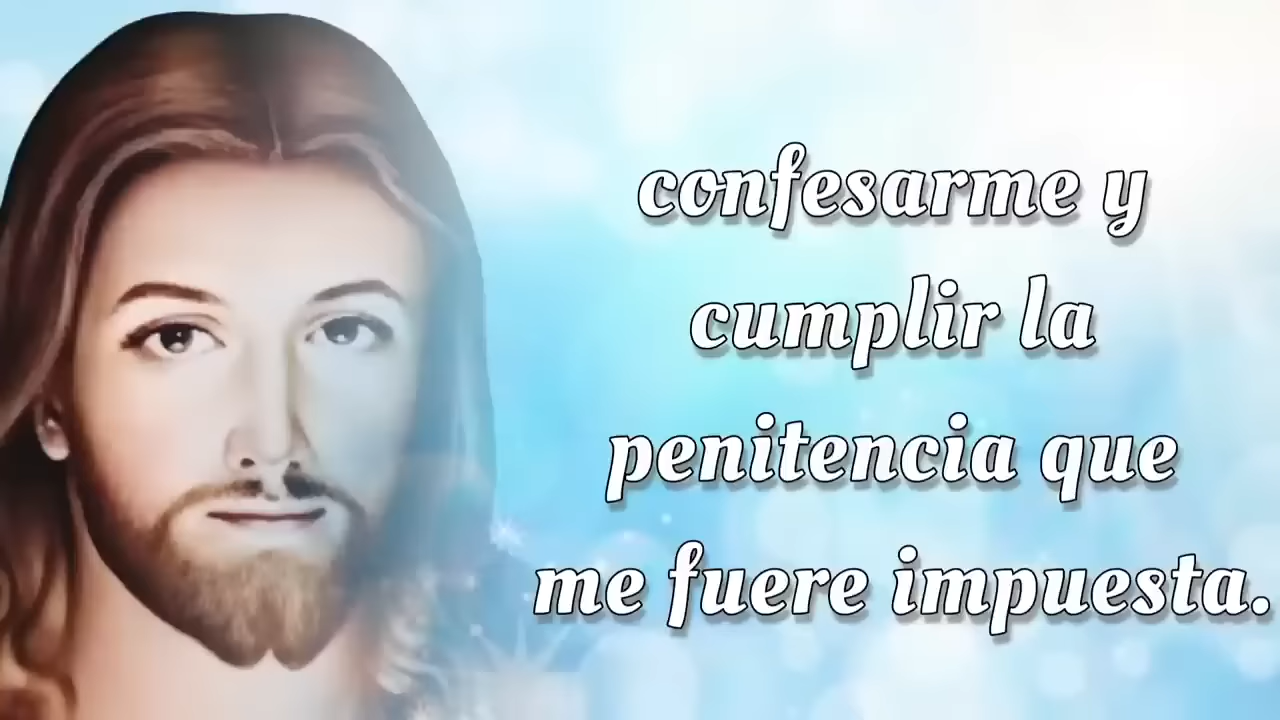 confesarme y
cumplir la
penitencia que
me fuere impuesta.